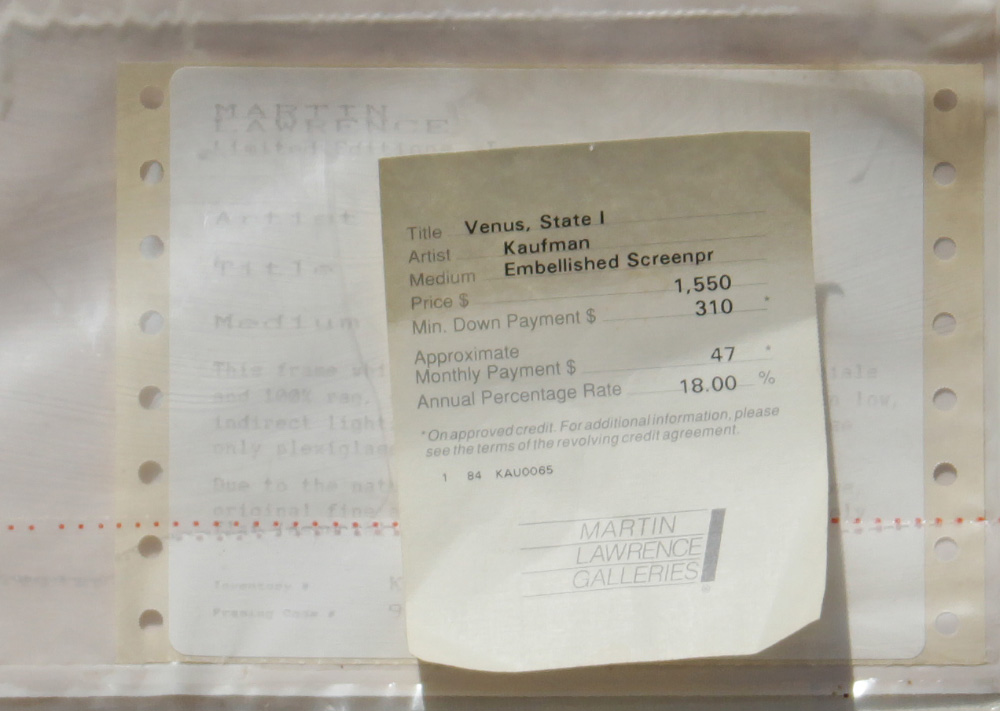 MARTIN
LAWRENCE
Limited Editions, I
Artist
Title
Medium
This frame
and 100% rag. low,
indirect light.
only plexiglas
Due to the nat
original fine
Inventory # K
Framing Code # 9
Title Venus, State I
Artist Kaufman
Medium Embellished Screenpr
Price $ 1,550
Min. Down Payment $ 310 *
Approximate
Monthly Payment $ 47 *
Annual Percentage Rate 18.00 %
*On approved credit. For additional information, please
see the terms of the revolving credit agreement.
1 84 KAU0065
MARTIN
LAWRENCE
GALLERIES